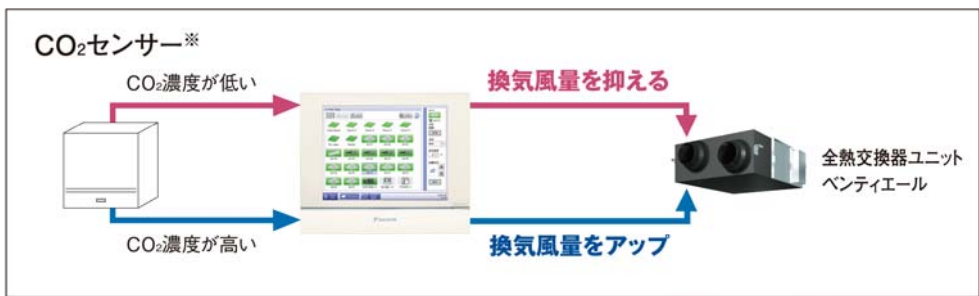 CO₂センサー※
CO₂濃度が低い
換気風量を抑える
全熱交換器ユニット
ベンティエール
DAIKIN
CO₂濃度が高い
換気風量をアップ